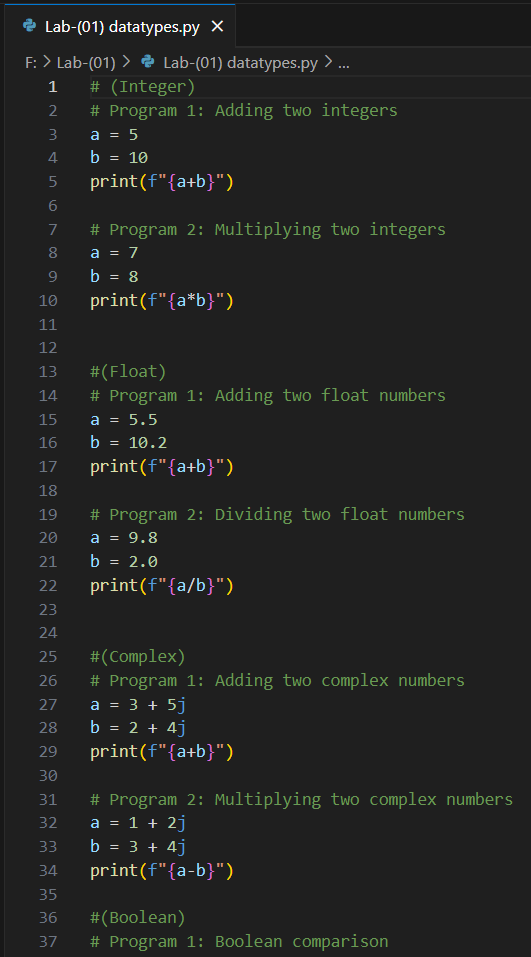 Lab-(01) datatypes.py ×
F: > Lab-(01) > Lab-(01) datatypes.py > ...
1 # (Integer)
2 # Program 1: Adding two integers
3 a = 5
4 b = 10
5 print(f"{a+b}")
6
7 # Program 2: Multiplying two integers
8 a = 7
9 b = 8
10 print(f"{a*b}")
11
12
13 #(Float)
14 # Program 1: Adding two float numbers
15 a = 5.5
16 b = 10.2
17 print(f"{a+b}")
18
19 # Program 2: Dividing two float numbers
20 a = 9.8
21 b = 2.0
22 print(f"{a/b}")
23
24
25 #(Complex)
26 # Program 1: Adding two complex numbers
27 a = 3 + 5j
28 b = 2 + 4j
29 print(f"{a+b}")
30
31 # Program 2: Multiplying two complex numbers
32 a = 1 + 2j
33 b = 3 + 4j
34 print(f"{a-b}")
35
36 #(Boolean)
37 # Program 1: Boolean comparison